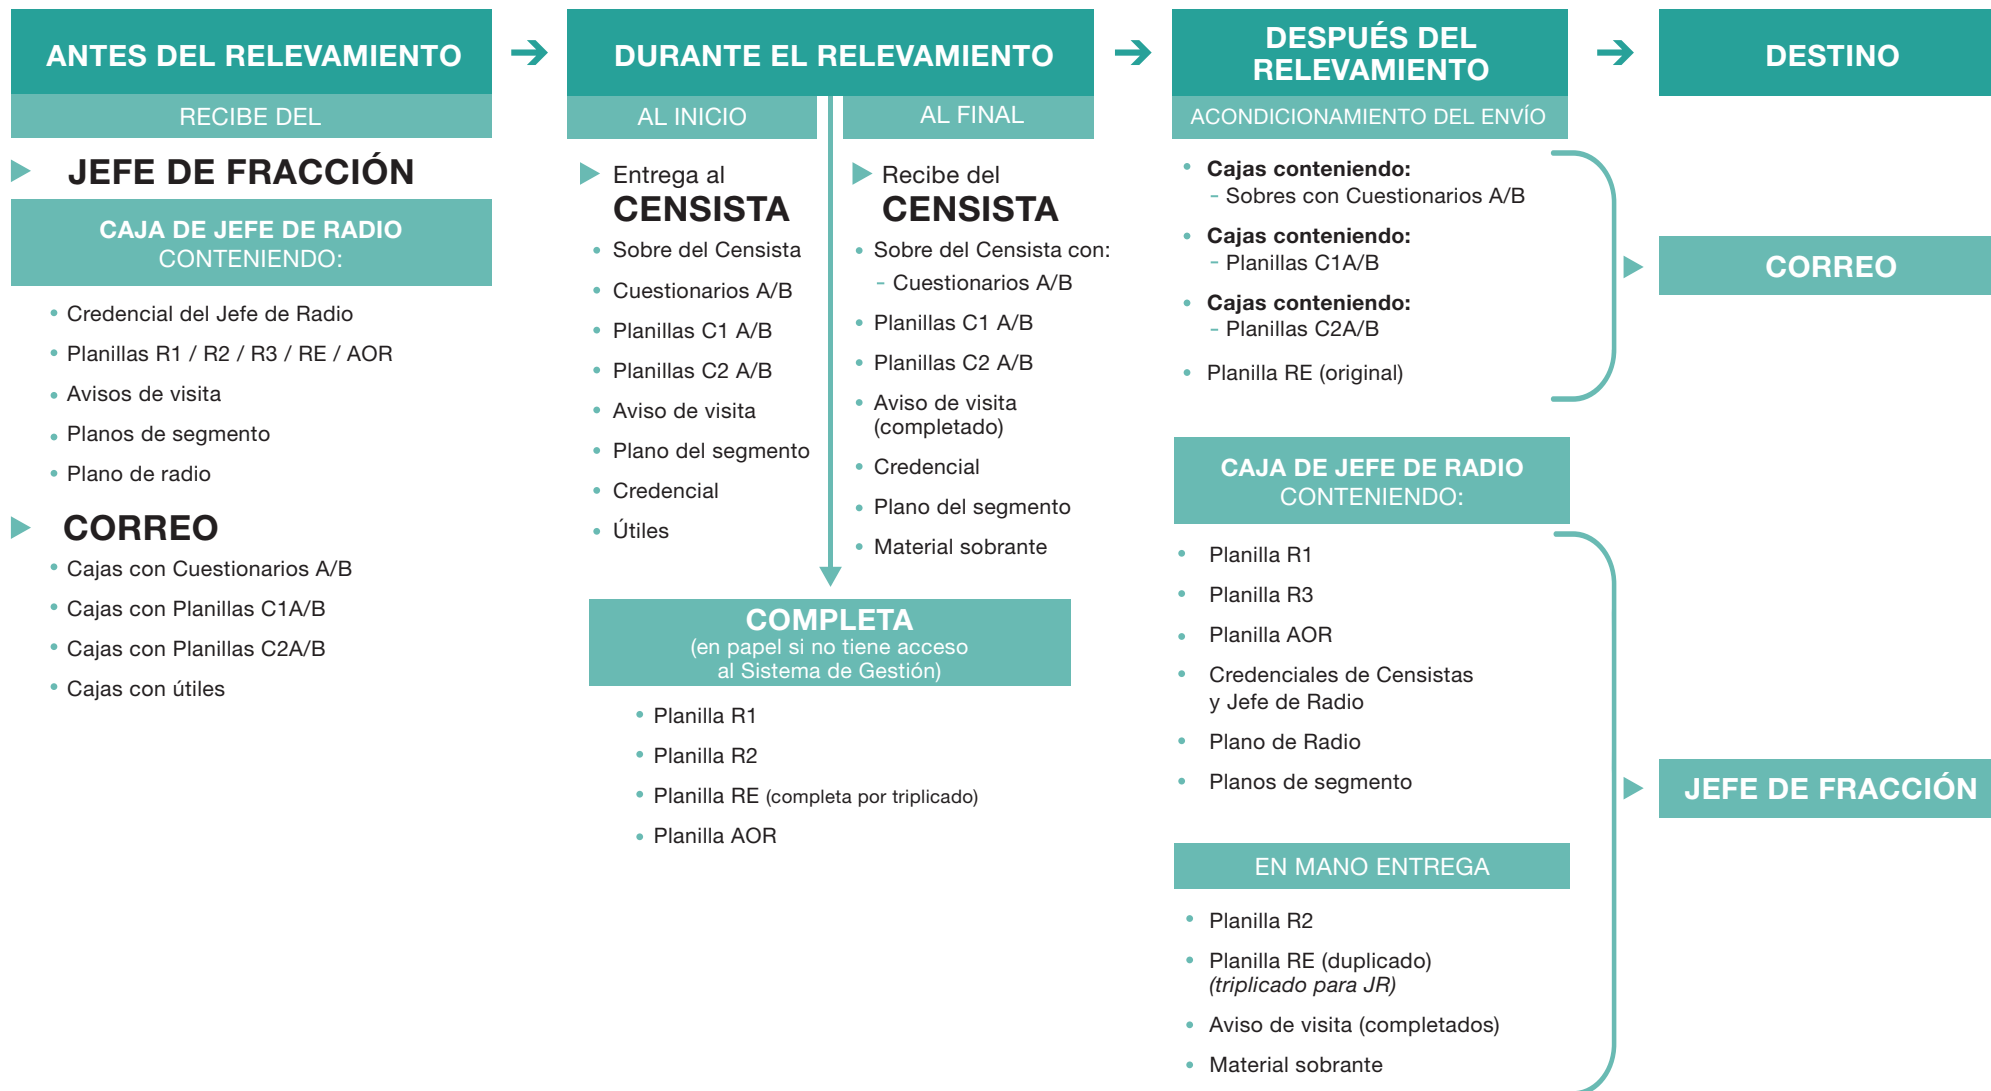 ANTES DEL RELEVAMIENTO
RECIBE DEL
JEFE DE FRACCIÓN
CAJA DE JEFE DE RADIO
CONTENIENDO:
Credencial del Jefe de Radio
Planillas R1 / R2 / R3 / RE / AOR
Avisos de visita
Planos de segmento
Plano de radio
CORREO
Cajas con Cuestionarios A/B
Cajas con Planillas C1A/B
Cajas con Planillas C2A/B
Cajas con útiles
DURANTE EL RELEVAMIENTO
AL INICIO
Entrega al
CENSISTA
Sobre del Censista
Cuestionarios A/B
Planillas C1 A/B
Planillas C2 A/B
Aviso de visita
Plano del segmento
Credencial
Útiles
AL FINAL
Recibe del
CENSISTA
Sobre del Censista con:
- Cuestionarios A/B
Planillas C1 A/B
Planillas C2 A/B
Aviso de visita
(completado)
Credencial
Plano del segmento
Material sobrante
COMPLETA
(en papel si no tiene acceso
al Sistema de Gestión)
Planilla R1
Planilla R2
Planilla RE (completa por triplicado)
Planilla AOR
DESPUÉS DEL
RELEVAMIENTO
ACONDICIONAMIENTO DEL ENVÍO
Cajas conteniendo:
- Sobres con Cuestionarios A/B
Cajas conteniendo:
- Planillas C1A/B
Cajas conteniendo:
- Planillas C2A/B
Planilla RE (original)
CAJA DE JEFE DE RADIO
CONTENIENDO:
Planilla R1
Planilla R3
Planilla AOR
Credenciales de Censistas
y Jefe de Radio
Plano de Radio
Planos de segmento
EN MANO ENTREGA
Planilla R2
Planilla RE (duplicado)
(triplicado para JR)
Aviso de visita (completados)
Material sobrante
DESTINO
CORREO
JEFE DE FRACCIÓN